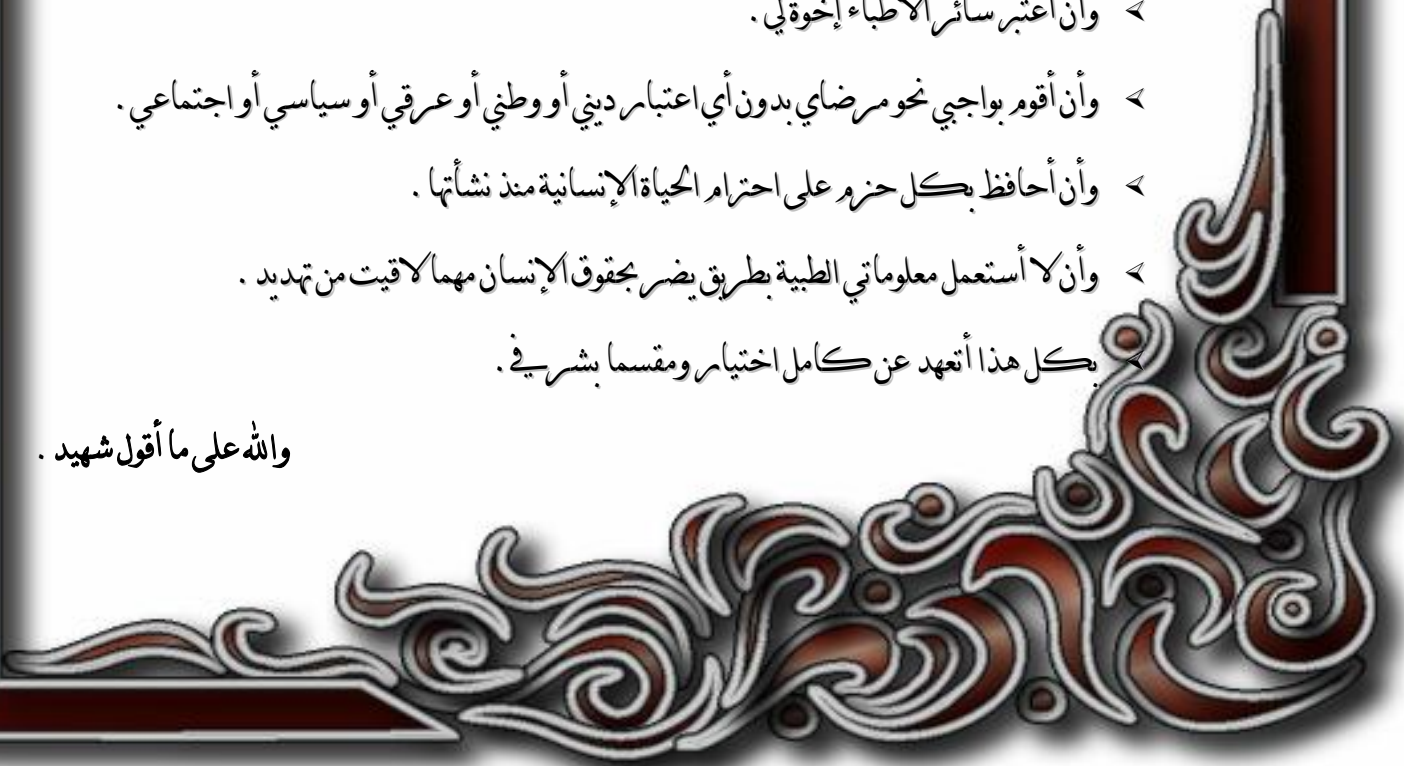 وأن أعتبر سائر الأطباء إخوة لي.
وأن أقوم بواجبي نحو مرضاي بدون أي اعتبار ديني أو وطني أو عرقي أو سياسي أو اجتماعي .
وأن أحافظ بكل حزم على احترام الحياة الإنسانية منذ نشأتها .
وأن لا أستعمل معلوماتي الطبية بطريق يضر بحقوق الإنسان مهما لاقيت من تهديد .
بكل هذا أتعهد عن كامل اختيار ومقسما بشرفي .
والله على ما أقول شهيد .